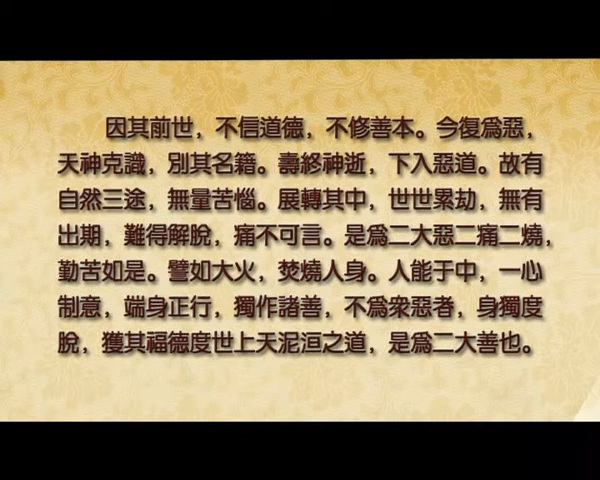 因其前世，不信道德，不修善本。今復為惡，
天神克識，別其名籍。壽終神逝，下入惡道。故有
自然三途，無量苦惱。展轉其中，世世累劫，無有
出期，難得解脫，痛不可言。是為二大惡二痛二燒，
勤苦如是。譬如大火，焚燒人身。人能于中，一心
制意，端身正行，獨作諸善，不為衆惡者，身獨度
脫，獲其福德度世上天泥洹之道，是為二大善也。